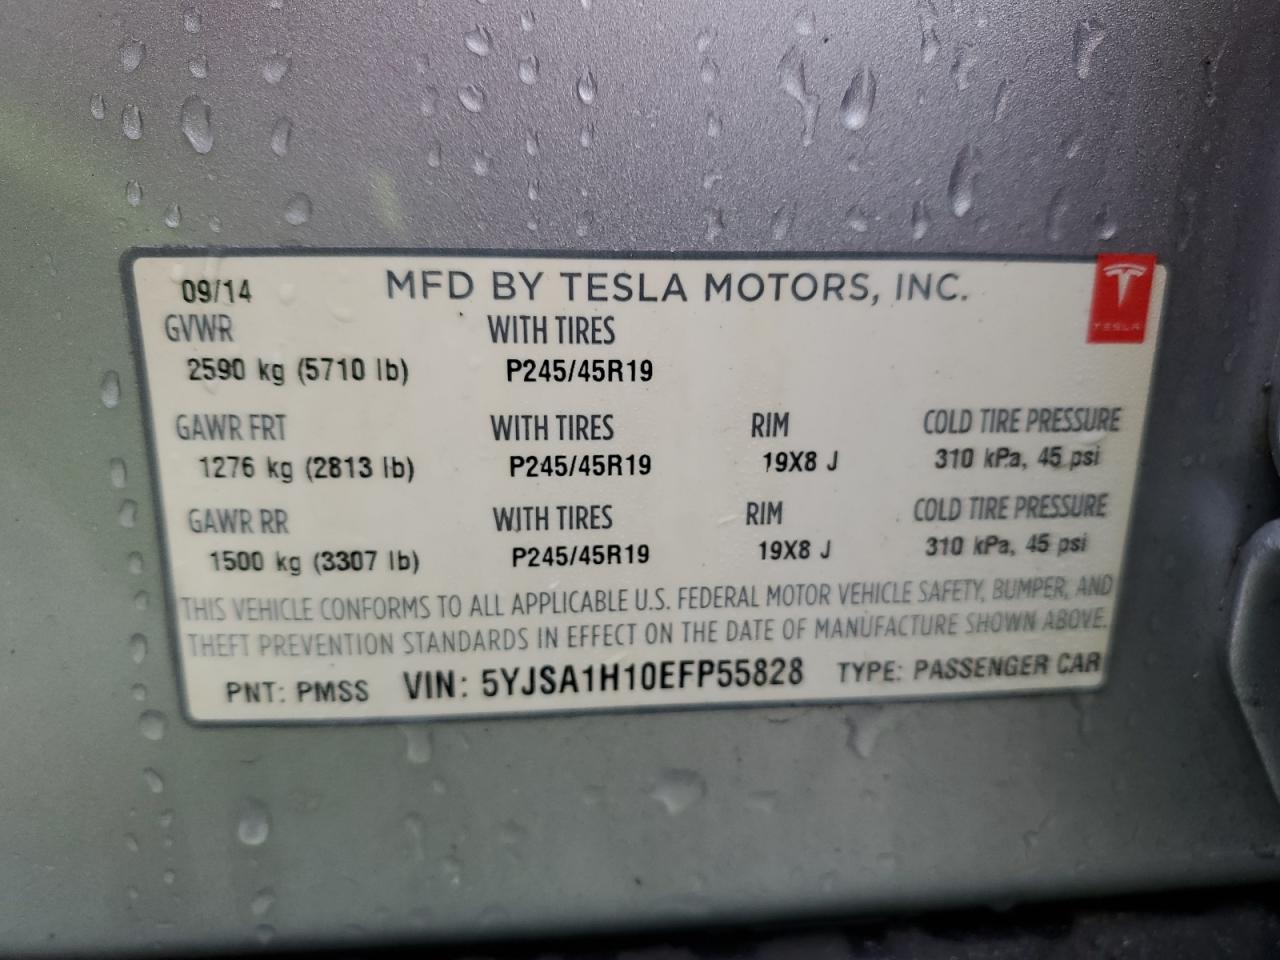 09/14 MFD BY TESLA MOTORS, INC.
TESLA
GVWR WITH TIRES
2590 kg (5710 lb) P245/45R19
GAWR FRT WITH TIRES RIM COLD TIRE PRESSURE
1276 kg (2813 lb) P245/45R19 19X8 J 310 kPa, 45 psi
GAWR RR WITH TIRES RIM COLD TIRE PRESSURE
1500 kg (3307 lb) P245/45R19 19X8 J 310 kPa, 45 psi
THIS VEHICLE CONFORMS TO ALL APPLICABLE U.S. FEDERAL MOTOR VEHICLE SAFETY, BUMPER, AND
THEFT PREVENTION STANDARDS IN EFFECT ON THE DATE OF MANUFACTURE SHOWN ABOVE.
PNT: PMSS VIN: 5YJSA1H10EFP55828 TYPE: PASSENGER CAR